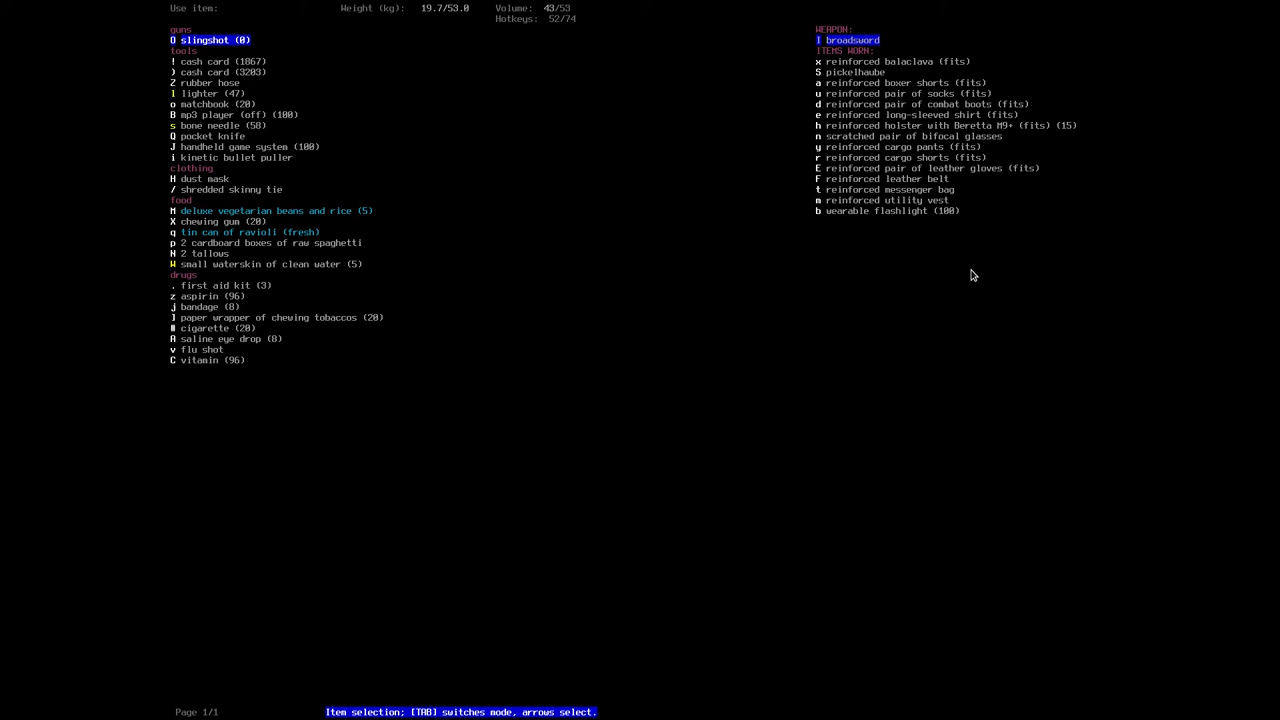 Use item: Weight (kg): 19.7/53.0 Volume: 43/53
Hotkeys: 52/74
guns
O slingshot (0)
tools
! cash card (1867)
) cash card (3203)
Z rubber hose
l lighter (47)
o matchbook (20)
B mp3 player (off) (100)
s bone needle (58)
Q pocket knife
J handheld game system (100)
i kinetic bullet puller
clothing
H dust mask
/ shredded skinny tie
food
M deluxe vegetarian beans and rice (5)
X chewing gum (20)
q tin can of ravioli (fresh)
p 2 cardboard boxes of raw spaghetti
N 2 tallows
W small waterskin of clean water (5)
drugs
. first aid kit (3)
z aspirin (96)
j bandage (8)
] paper wrapper of chewing tobaccos (20)
cigarette (20)
A saline eye drop (8)
v flu shot
C vitamin (96)
WEAPON:
broadsword
ITEMS WORN:
x reinforced balaclava (fits)
S pickelhaube
a reinforced boxer shorts (fits)
u reinforced pair of socks (fits)
d reinforced pair of combat boots (fits)
e reinforced long-sleeved shirt (fits)
h reinforced holster with Beretta M9+ (fits) (15)
n scratched pair of bifocal glasses
y reinforced cargo pants (fits)
r reinforced cargo shorts (fits)
E reinforced pair of leather gloves (fits)
F reinforced leather belt
t reinforced messenger bag
m reinforced utility vest
b wearable flashlight (100)
Page 1/1 Item selection; [TAB] switches mode, arrows select.